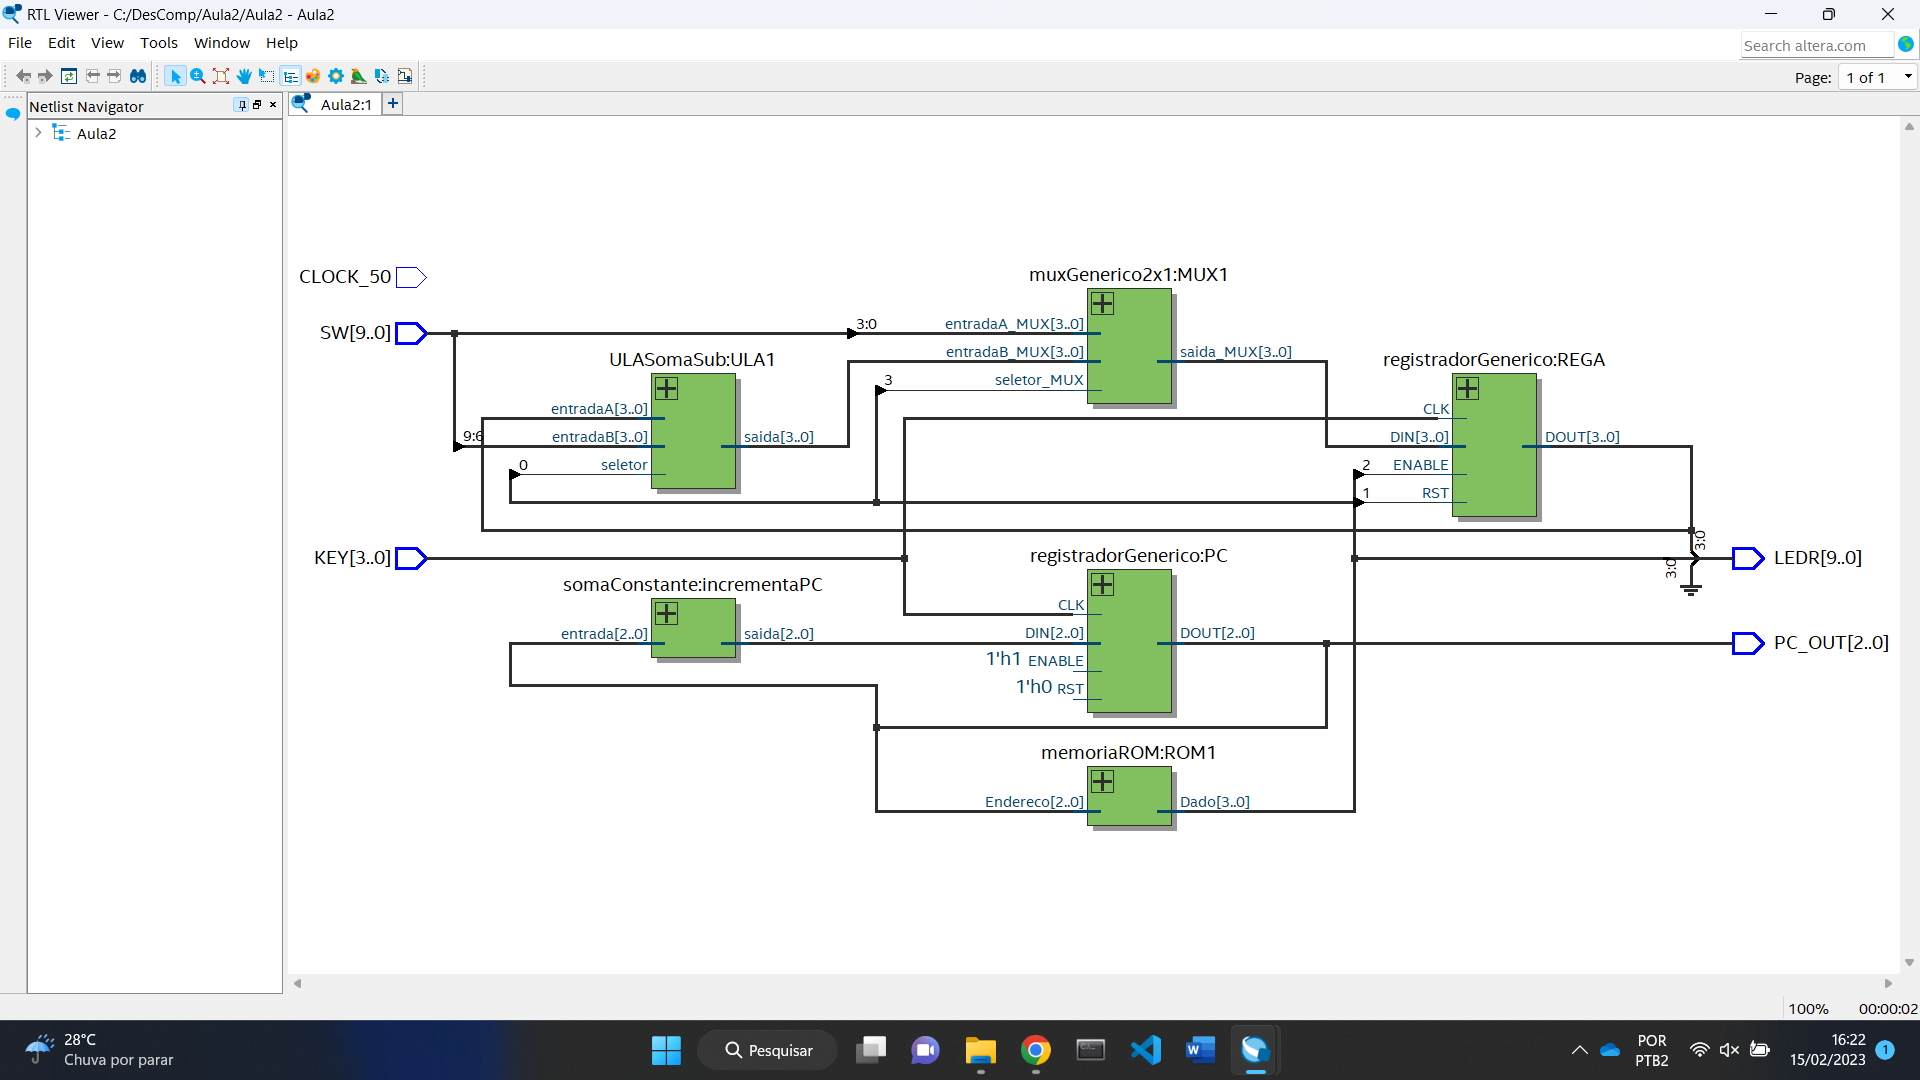 RTL Viewer - C:/DesComp/Aula2/Aula2 - Aula2
File Edit View Tools Window Help
Search altera.com
Page: 1 of 1
Netlist Navigator
Aula2:1
Aula2
CLOCK_50
muxGenerico2x1:MUX1
SW[9..0]
3:0
entradaA_MUX[3..0]
entradaB_MUX[3..0]
saida_MUX[3..0]
3
seletor_MUX
ULASomaSub:ULA1
registradorGenerico:REGA
entradaA[3..0]
CLK
9:6
entradaB[3..0]
saida[3..0]
DIN[3..0]
DOUT[3..0]
0
seletor
2
ENABLE
1
RST
3:0
KEY[3..0]
registradorGenerico:PC
3:0
LEDR[9..0]
somaConstante:incrementaPC
CLK
entrada[2..0]
saida[2..0]
DIN[2..0]
DOUT[2..0]
PC_OUT[2..0]
1'h1 ENABLE
1'h0 RST
memoriaROM:ROM1
Endereco[2..0]
Dado[3..0]
100% 00:00:02
28°C
Chuva por parar
Pesquisar
POR
PTB2
16:22
15/02/2023
1